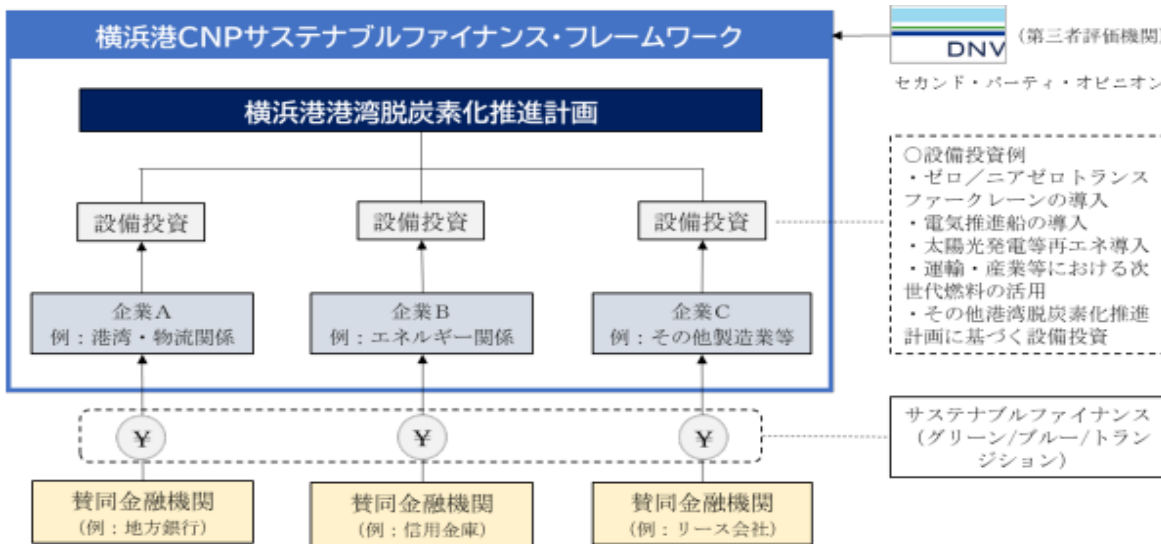 横浜港CNPサステナブルファイナンス・フレームワーク
DNV
(第三者評価機関)
セカンド・パーティ・オピニオン
横浜港港湾脱炭素化推進計画
設備投資
設備投資
設備投資
○設備投資例
・ゼロ／ニアゼロトランス
ファークレーンの導入
・電気推進船の導入
・太陽光発電等再エネ導入
・運輸・産業等における次
世代燃料の活用
・その他港湾脱炭素化推進
計画に基づく設備投資
企業A
例：港湾・物流関係
企業B
例：エネルギー関係
企業C
例：その他製造業等
¥
¥
¥
サステナブルファイナンス
（グリーン/ブルー/トラン
ジション）
賛同金融機関
(例：地方銀行)
賛同金融機関
(例：信用金庫)
賛同金融機関
(例：リース会社)